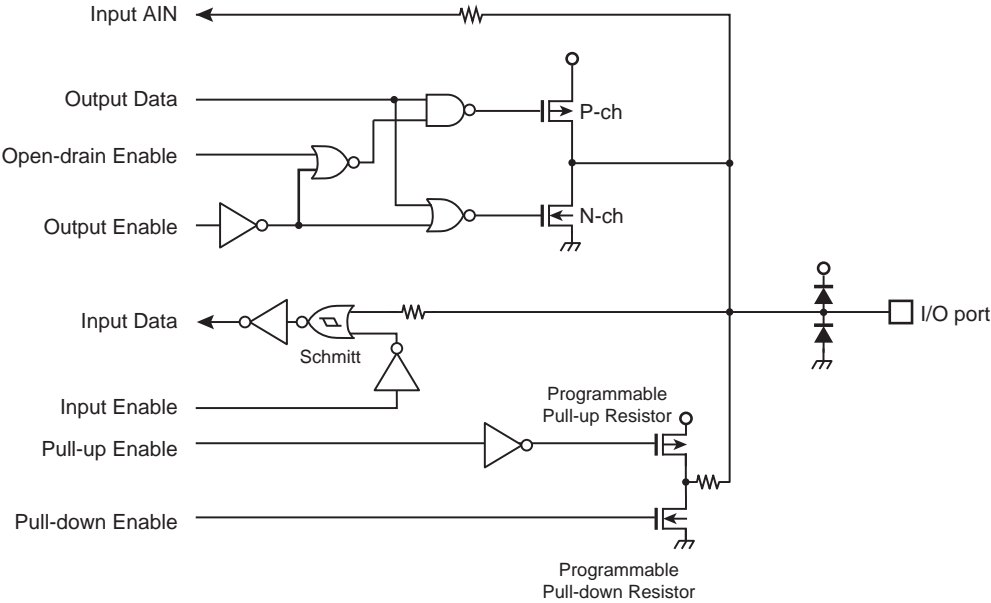 Input AIN
Output Data
P-ch
Open-drain Enable
Output Enable
N-ch
Input Data
Schmitt
I/O port
Input Enable
Programmable
Pull-up Resistor
Pull-up Enable
Pull-down Enable
Programmable
Pull-down Resistor